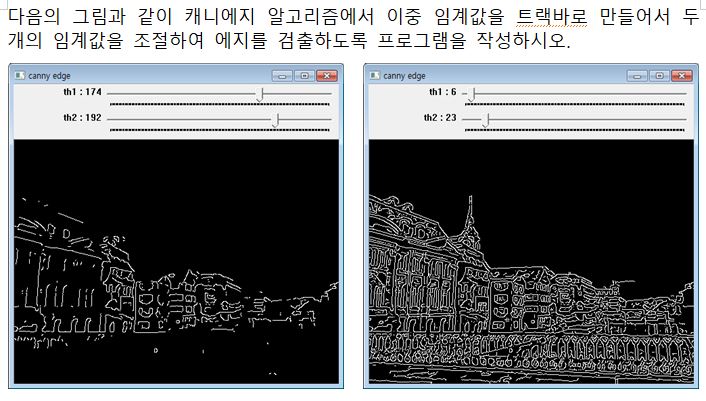 다음의 그림과 같이 캐니에지 알고리즘에서 이중 임계값을 트랙바로 만들어서 두
개의 임계값을 조절하여 에지를 검출하도록 프로그램을 작성하시오.
canny edge
th1 : 174
th2 : 192
canny edge
th1 : 6
th2 : 23